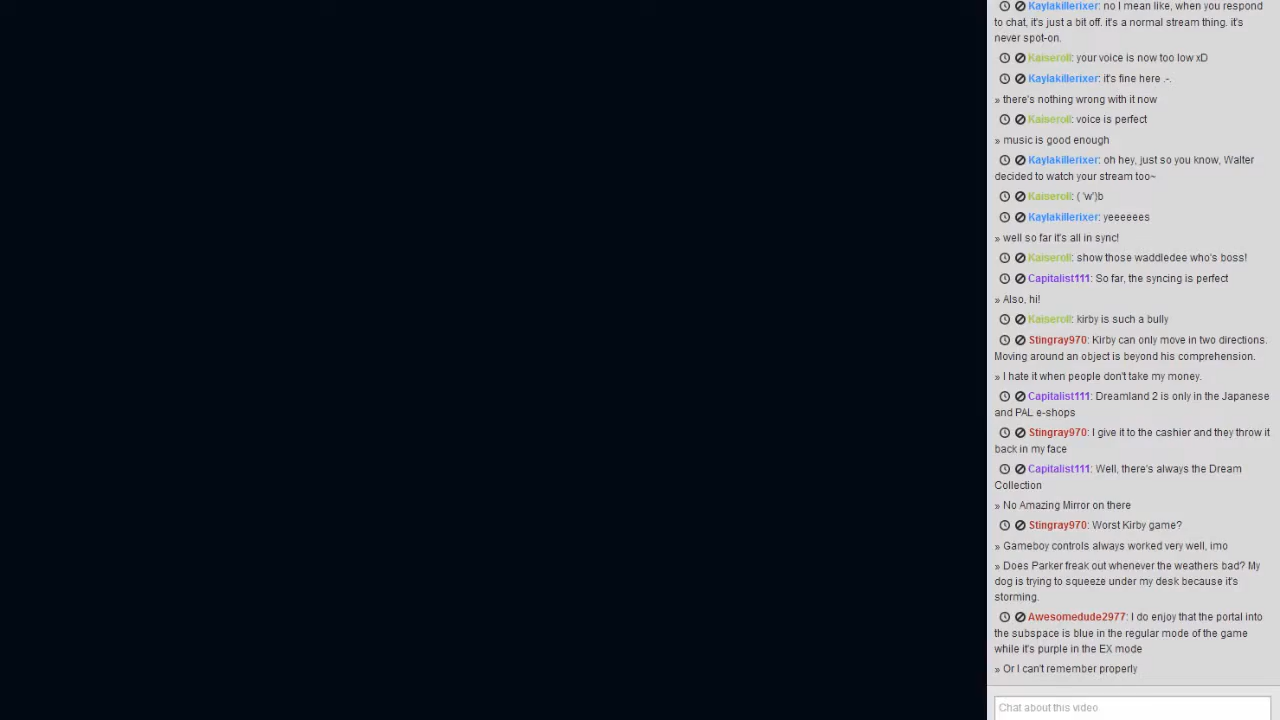 Kaylakillerixer: no I mean like, when you respond
to chat, it's just a bit off. it's a normal stream thing. it's
never spot-on.
Kaiseroll: your voice is now too low xD
Kaylakillerixer: it's fine here .-.
» there's nothing wrong with it now
Kaiseroll: voice is perfect
» music is good enough
Kaylakillerixer: oh hey, just so you know, Walter
decided to watch your stream too~
Kaiseroll: ( 'w')b
Kaylakillerixer: yeeeeees
» well so far it's all in sync!
Kaiseroll: show those waddledee who's boss!
Capitalist111: So far, the syncing is perfect
» Also, hi!
Kaiseroll: kirby is such a bully
Stingray970: Kirby can only move in two directions.
Moving around an object is beyond his comprehension.
» I hate it when people don't take my money.
Capitalist111: Dreamland 2 is only in the Japanese
and PAL e-shops
Stingray970: I give it to the cashier and they throw it
back in my face
Capitalist111: Well, there's always the Dream
Collection
» No Amazing Mirror on there
Stingray970: Worst Kirby game?
» Gameboy controls always worked very well, imo
» Does Parker freak out whenever the weathers bad? My
dog is trying to squeeze under my desk because it's
storming.
Awesomedude2977: I do enjoy that the portal into
the subspace is blue in the regular mode of the game
while it's purple in the EX mode
» Or I can't remember properly
Chat about this video